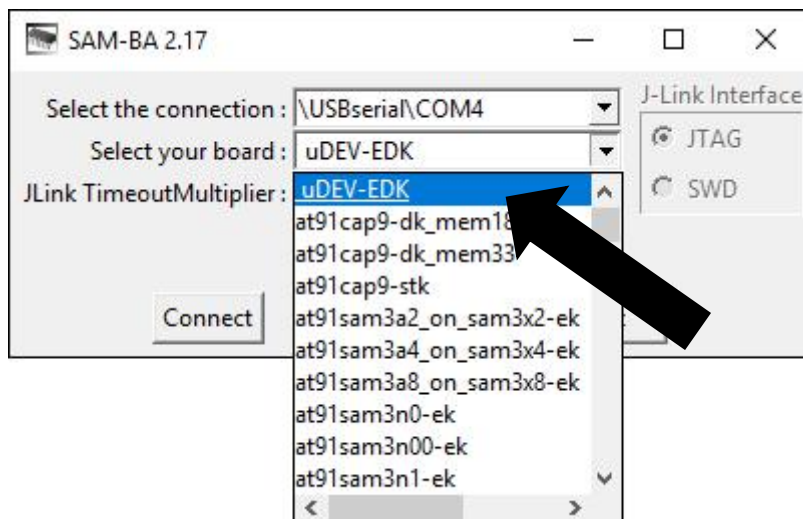 SAM-BA 2.17
Select the connection : \USBserial\COM4
J-Link Interface
Select your board : uDEV-EDK
JTAG
JLink TimeoutMultiplier :
SWD
uDEV-EDK
at91cap9-dk_mem18
at91cap9-dk_mem33
at91cap9-stk
at91sam3a2_on_sam3x2-ek
Connect
at91sam3a4_on_sam3x4-ek
at91sam3a8_on_sam3x8-ek
at91sam3n0-ek
at91sam3n00-ek
at91sam3n1-ek